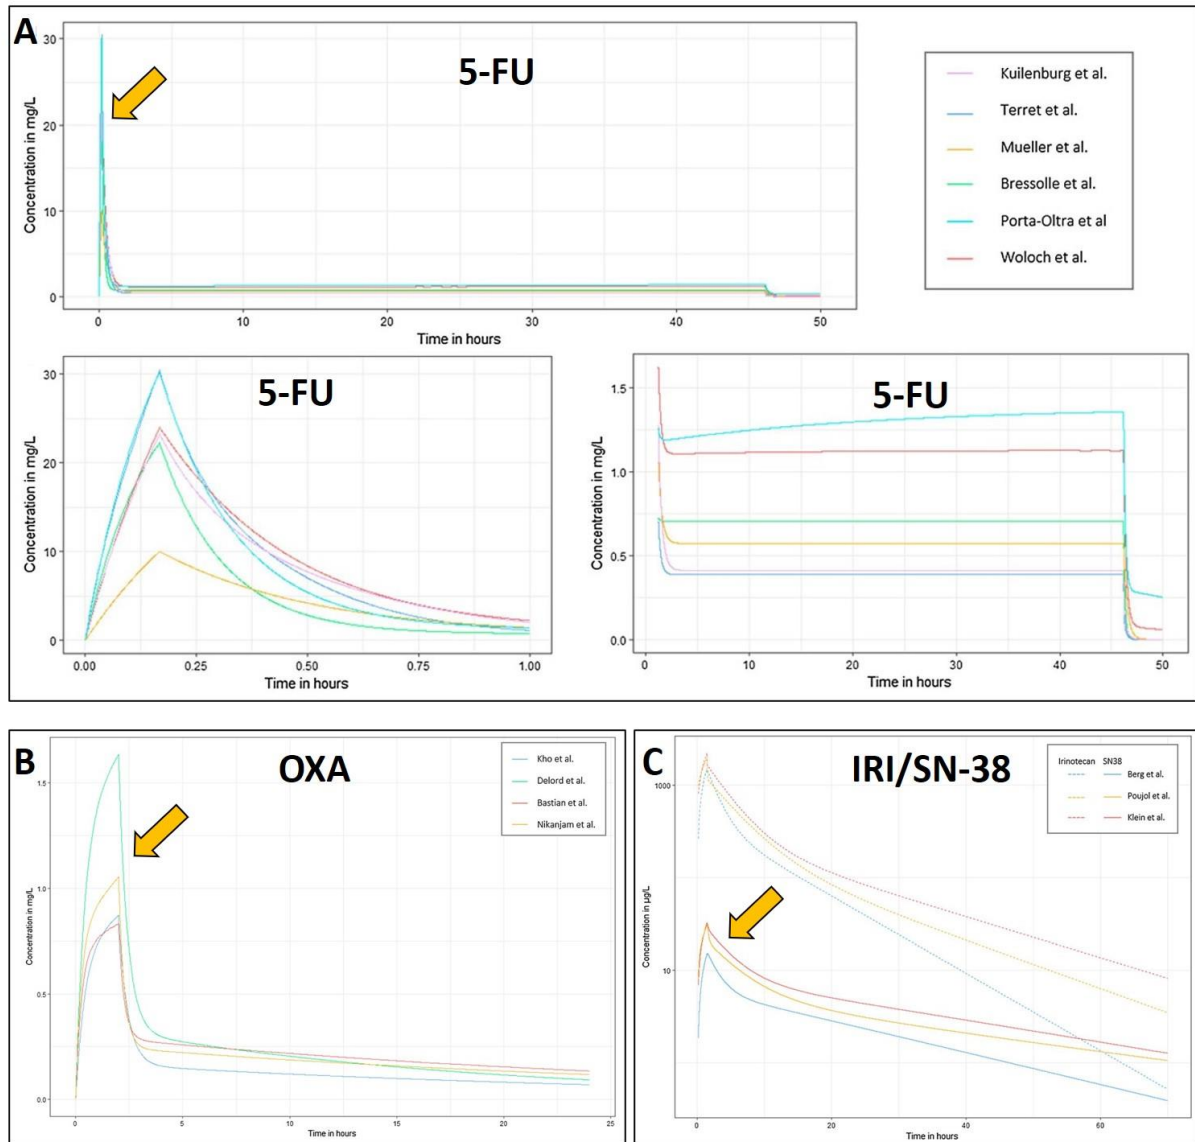 A
5-FU
Concentration in mg/L
30
20
10
0
0
10
20
30
40
50
Time in hours
Kuilenburg et al.
Terret et al.
Mueller et al.
Bressolle et al.
Porta-Oltra et al
Woloch et al.
5-FU
Concentration in mg/L
30
20
10
0
0.00
0.25
0.50
0.75
1.00
Time in hours
5-FU
Concentration in mg/L
1.5
1.0
0.5
0.0
0
10
20
30
40
50
Time in hours
B
OXA
Concentration in mg/L
1.5
1.0
0.5
0.0
0
5
10
15
20
25
Time in hours
Kho et al.
Delord et al.
Bastian et al.
Nikanjam et al.
C
IRI/SN-38
Concentration in µg/L
1000
10
0
20
40
60
Time in hours
Irinotecan SN38
Berg et al.
Poujol et al.
Klein et al.